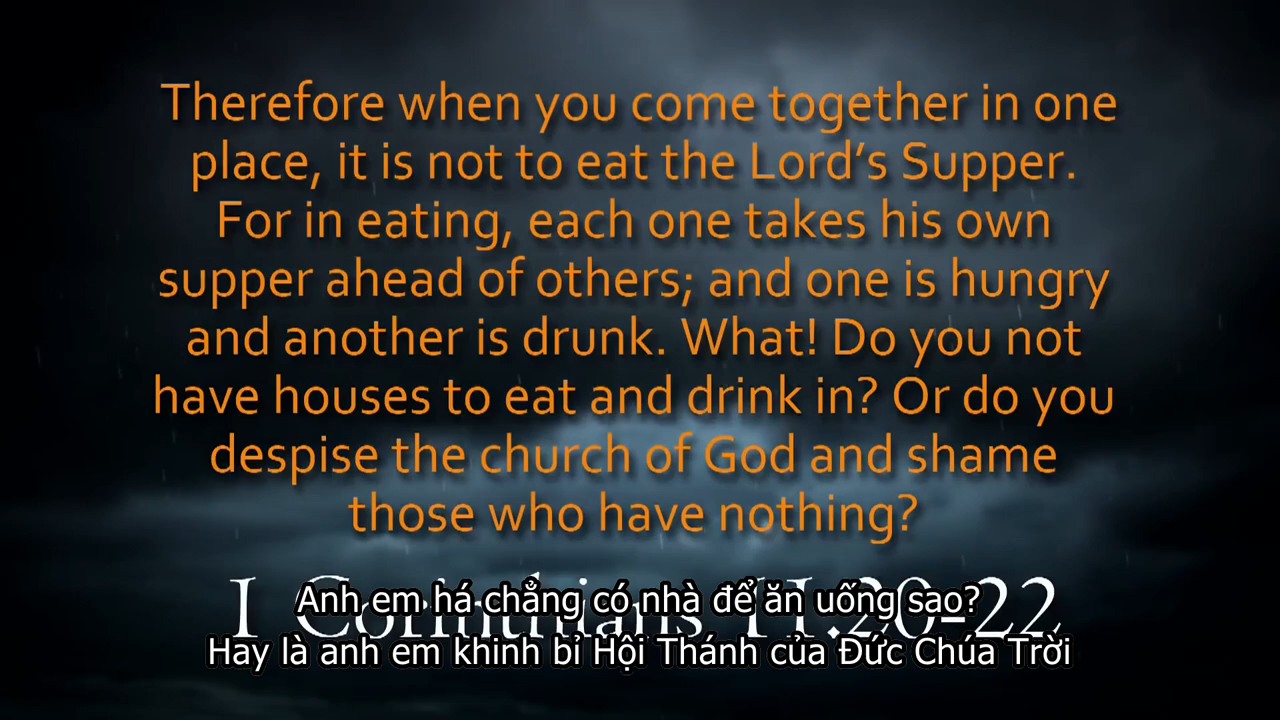 Therefore when you come together in one
place, it is not to eat the Lord’s Supper.
For in eating, each one takes his own
supper ahead of others; and one is hungry
and another is drunk. What! Do you not
have houses to eat and drink in? Or do you
despise the church of God and shame
those who have nothing?
I Corinthians 11:20-22
Anh em há chẳng có nhà để ăn uống sao?
Hay là anh em khinh bỉ Hội Thánh của Đức Chúa Trời